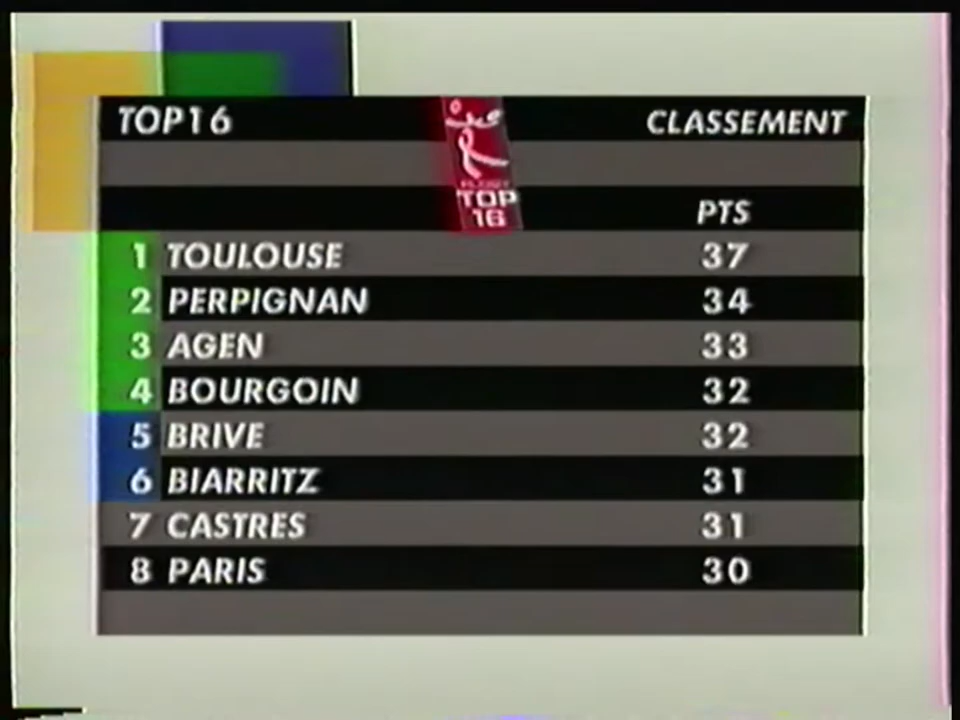 TOP16 CLASSEMENT
TOP
16
PTS
1 TOULOUSE 37
2 PERPIGNAN 34
3 AGEN 33
4 BOURGOIN 32
5 BRIVE 32
6 BIARRITZ 31
7 CASTRES 31
8 PARIS 30